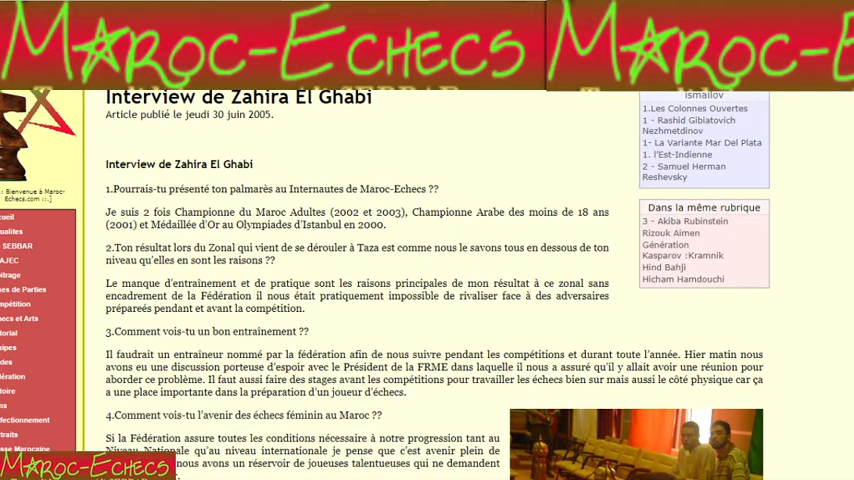 MAROC-ECHECS MAROC-E
Interview de Zahira El Ghabi
Article publié le jeudi 30 juin 2005.
:: Bienvenue à Maroc-
Echecs.com ::.]
cueil
ualites
SEBBAR
AJEC
bitrage
ses de Parties
mpétition
hecs et Arts
torial
uipes
des
dération
toire
ns
rfectionnement
rtraits
esse Marocaine
MAROC-ECHECS
Interview de Zahira El Ghabi
1.Pourrais-tu présenté ton palmarès au Internautes de Maroc-Echecs ??
Je suis 2 fois Championne du Maroc Adultes (2002 et 2003), Championne Arabe des moins de 18 ans
(2001) et Médaillée d'Or au Olympiades d'Istanbul en 2000.
2.Ton résultat lors du Zonal qui vient de se dérouler à Taza est comme nous le savons tous en dessous de ton
niveau qu'elles en sont les raisons ??
Le manque d'entraînement et de pratique sont les raisons principales de mon résultat à ce zonal sans
encadrement de la Fédération il nous était pratiquement impossible de rivaliser face à des adversaires
prépareés pendant et avant la compétition.
3.Comment vois-tu un bon entraînement ??
Il faudrait un entraîneur nommé par la fédération afin de nous suivre pendant les compétitions et durant toute l'année. Hier matin nous
avons eu une discussion porteuse d'espoir avec le Président de la FRME dans laquelle il nous a assuré qu'il y allait avoir une réunion pour
aborder ce problème. Il faut aussi faire des stages avant les compétitions pour travailler les échecs bien sur mais aussi le côté physique car ça
a une place importante dans la préparation d'un joueur d'échecs.
4.Comment vois-tu l'avenir des échecs féminin au Maroc ??
Si la Fédération assure toutes les conditions nécessaire à notre progression tant au
Niveau Nationale qu'au niveau internationale je pense que c'est avenir plein de
nous avons un réservoir de joueuses talentueuses qui ne demandent
ismailov
1.Les Colonnes Ouvertes
1 - Rashid Gibiatovich
Nezhmetdinov
1- La Variante Mar Del Plata
1. l'Est-Indienne
2 - Samuel Herman
Reshevsky
Dans la même rubrique
3 - Akiba Rubinstein
Rizouk Aimen
Génération
Kasparov :Kramnik
Hind Bahji
Hicham Hamdouchi